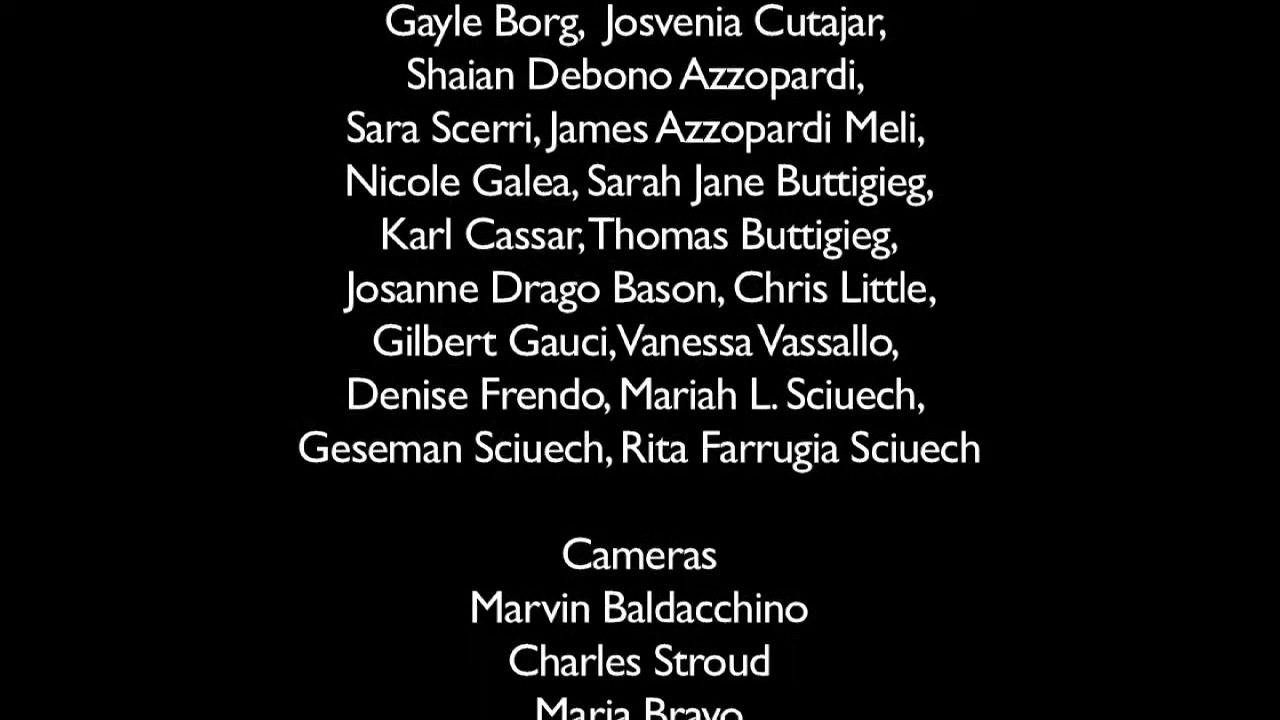 Gayle Borg, Josvenia Cutajar,
Shaian Debono Azzopardi,
Sara Scerri, James Azzopardi Meli,
Nicole Galea, Sarah Jane Buttigieg,
Karl Cassar, Thomas Buttigieg,
Josanne Drago Bason, Chris Little,
Gilbert Gauci, Vanessa Vassallo,
Denise Frendo, Mariah L. Sciuech,
Geseman Sciuech, Rita Farrugia Sciuech
Cameras
Marvin Baldacchino
Charles Stroud
Maria Bravo